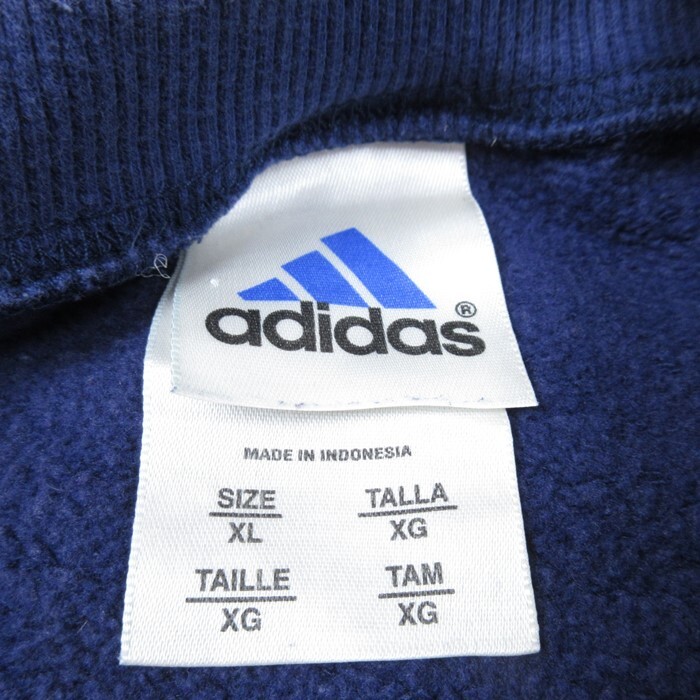 adidas®
MADE IN INDONESIA
SIZE TALLA
XL XG
TAILLE TAM
XG XG